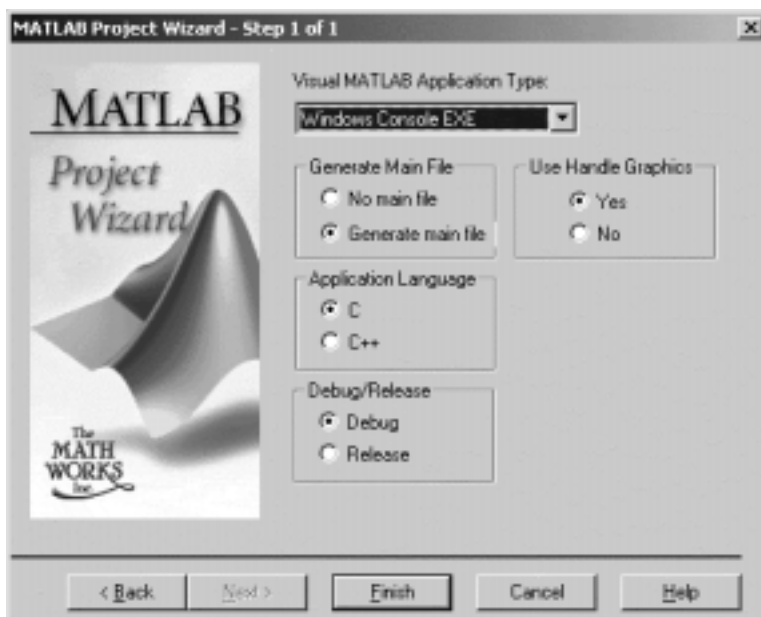 MATLAB Project Wizard - Step 1 of 1
MATLAB
Project
Wizard
The
MATH
WORKS
Inc.
Visual MATLAB Application Type:
Windows Console EXE
Generate Main File
No main file
Generate main file
Use Handle Graphics
Yes
No
Application Language
C
C++
Debug/Release
Debug
Release
< Back
Next >
Finish
Cancel
Help